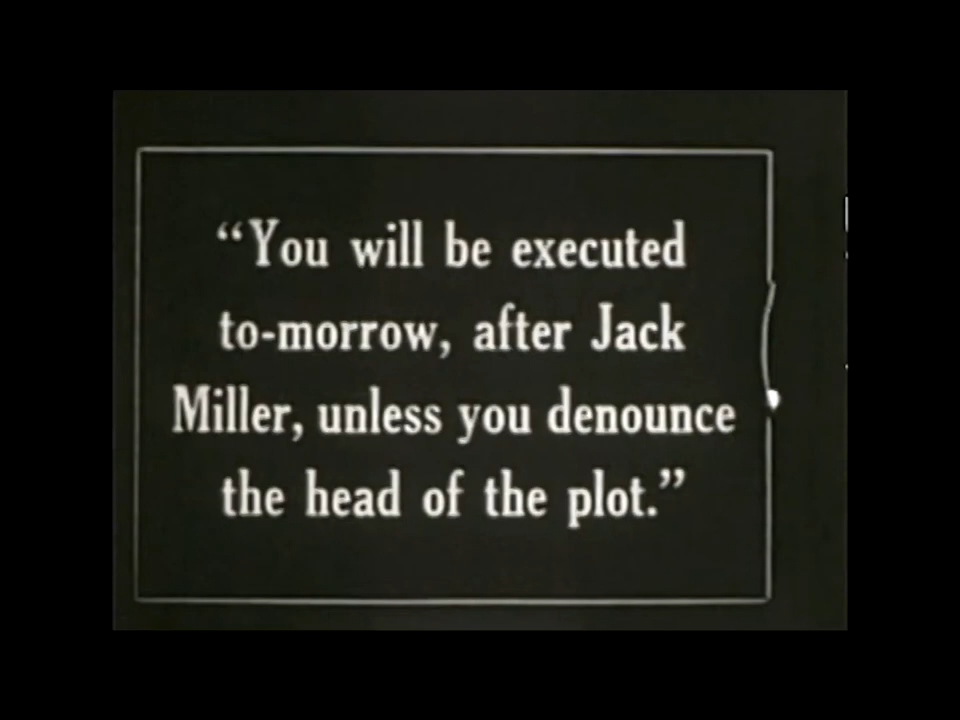 “You will be executed
to-morrow, after Jack
Miller, unless you denounce
the head of the plot.”